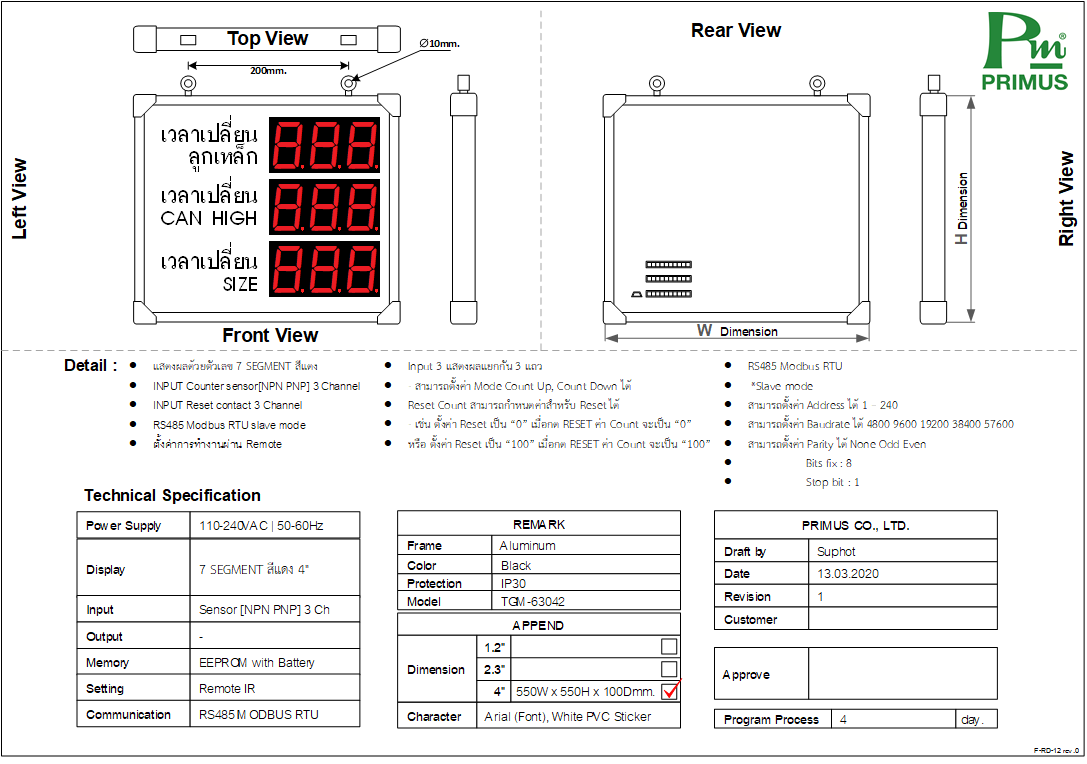 Top View
Rear View
Pm®
PRIMUS
Ø10mm.
200mm.
เวลาเปลี่ยน
ลูกเหล็ก
888
เวลาเปลี่ยน
CAN HIGH
888
เวลาเปลี่ยน
SIZE
888
Left View
Right View
H Dimension
W Dimension
Front View
Detail :
• แสดงผลด้วยตัวเลข 7 SEGMENT สีแดง
• INPUT Counter sensor[NPN PNP] 3 Channel
• INPUT Reset contact 3 Channel
• RS485 Modbus RTU slave mode
• ตั้งค่าการทำงานผ่าน Remote
• Input 3 แสดงผลแยกกัน 3 แถว
• - สามารถตั้งค่า Mode Count Up, Count Down ได้
• Reset Count สามารถกำหนดค่าสำหรับ Reset ได้
• - เช่น ตั้งค่า Reset เป็น “0” เมื่อกด RESET ค่า Count จะเป็น “0”
• หรือ ตั้งค่า Reset เป็น “100” เมื่อกด RESET ค่า Count จะเป็น “100”
• RS485 Modbus RTU
• *Slave mode
• สามารถตั้งค่า Address ได้ 1 - 240
• สามารถตั้งค่า Baudrate ได้ 4800 9600 19200 38400 57600
• สามารถตั้งค่า Parity ได้ None Odd Even
• Bits fix : 8
• Stop bit : 1
Technical Specification
Power Supply 110-240VAC | 50-60Hz
Display 7 SEGMENT สีแดง 4"
Input Sensor [NPN PNP] 3 Ch
Output -
Memory EEPROM with Battery
Setting Remote IR
Communication RS485 MODBUS RTU
REMARK
Frame Aluminum
Color Black
Protection IP30
Model TGM-63042
APPEND
Dimension
1.2"
2.3"
4" 550W x 550H x 100Dmm.
Character Arial (Font), White PVC Sticker
PRIMUS CO., LTD.
Draft by Suphot
Date 13.03.2020
Revision 1
Customer
Approve
Program Process 4 day.
F-RD-12 rev.0